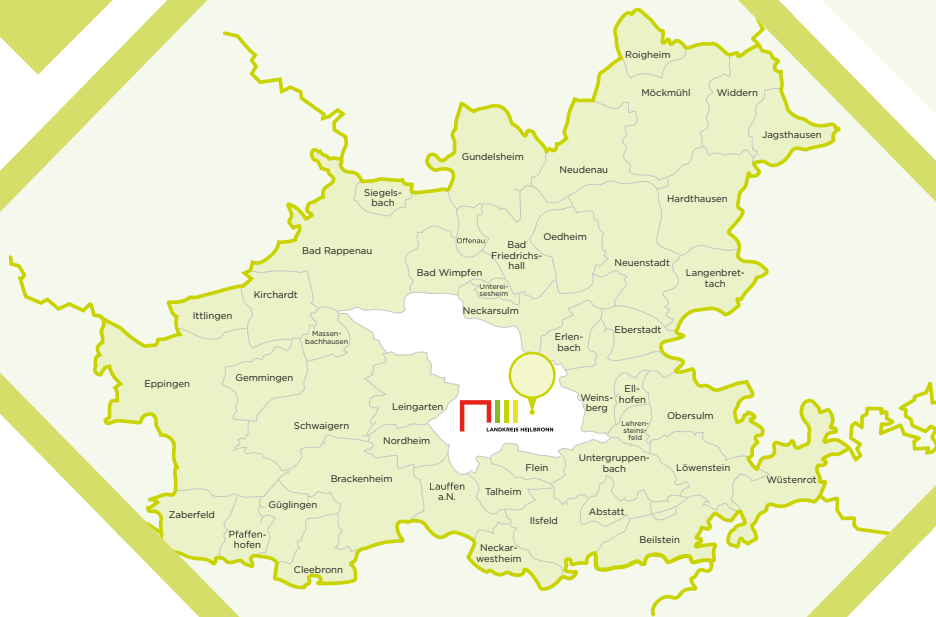 Roigheim
Möckmühl
Widdern
Jagsthausen
Gundelsheim
Neudenau
Siegels-
bach
Hardthausen
Offenau
Oedheim
Bad
Friedrichs-
hall
Bad Rappenau
Neuenstadt
Bad Wimpfen
Langenbret-
tach
Unterei-
sesheim
Kirchardt
Neckarsulm
Ittlingen
Eberstadt
Massen-
bachhausen
Erlen-
bach
Eppingen
Gemmingen
Ell-
hofen
Weins-
berg
Leingarten
Obersulm
Schwaigern
Lehren-
steins-
feld
LANDKREIS HEILBRONN
Nordheim
Untergruppen-
bach
Flein
Löwenstein
Brackenheim
Wüstenrot
Lauffen
a.N.
Talheim
Güglingen
Zaberfeld
Abstatt
Ilsfeld
Pfaffen-
hofen
Beilstein
Neckar-
westheim
Cleebronn